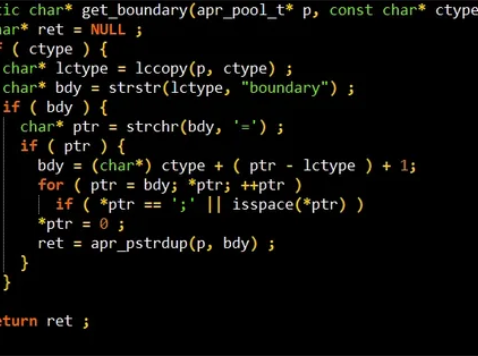 tic char* get_boundary(apr_pool_t* p, const char* ctype
har* ret = NULL ;
f ( ctype ) {
char* lctype = lccopy(p, ctype) ;
char* bdy = strstr(lctype, "boundary") ;
if ( bdy ) {
char* ptr = strchr(bdy, '=') ;
if ( ptr ) {
bdy = (char*) ctype + ( ptr - lctype ) + 1;
for ( ptr = bdy; *ptr; ++ptr )
if ( *ptr == ';' || isspace(*ptr) )
*ptr = 0 ;
ret = apr_pstrdup(p, bdy) ;
}
}
eturn ret ;